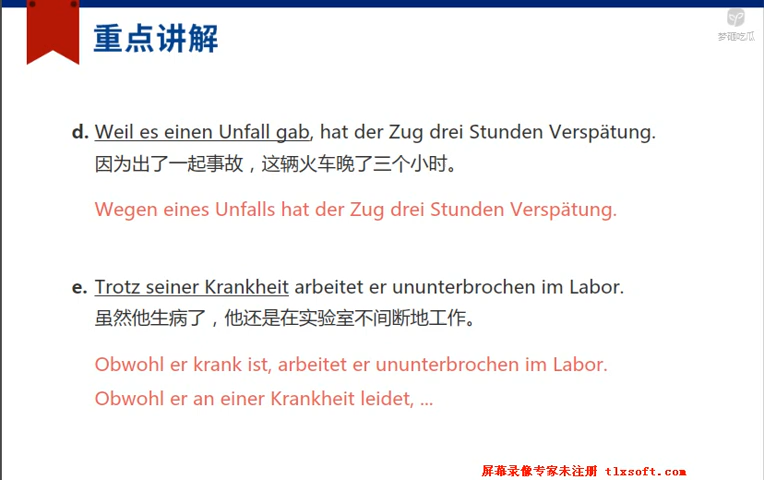 重点讲解
梦砸吃瓜
d. Weil es einen Unfall gab, hat der Zug drei Stunden Verspätung.
因为出了一起事故，这辆火车晚了三个小时。
Wegen eines Unfalls hat der Zug drei Stunden Verspätung.
e. Trotz seiner Krankheit arbeitet er ununterbrochen im Labor.
虽然他生病了，他还是在实验室不间断地工作。
Obwohl er krank ist, arbeitet er ununterbrochen im Labor.
Obwohl er an einer Krankheit leidet, ...
屏幕录像专家未注册 tlxsoft.com